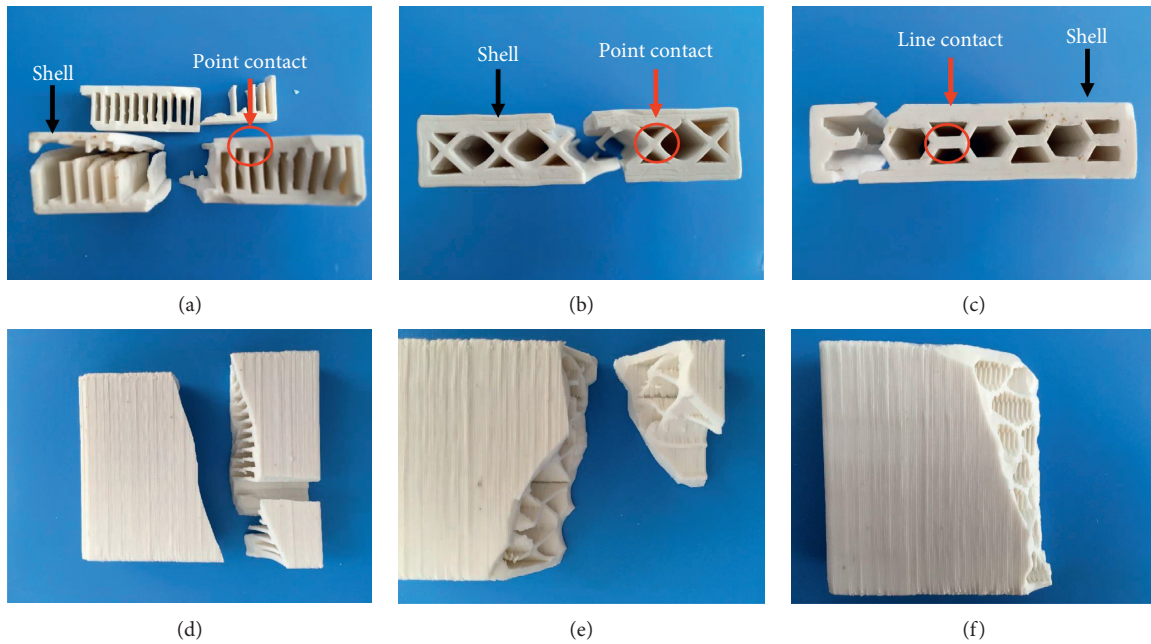 Shell
Point contact
(a)
Shell
Point contact
(b)
Line contact
Shell
(c)
(d)
(e)
(f)